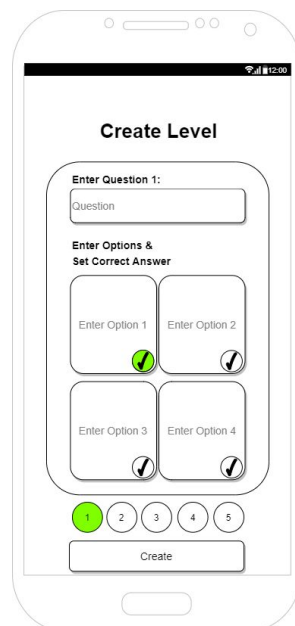 12:00
Create Level
Enter Question 1:
Question
Enter Options &
Set Correct Answer
Enter Option 1
Enter Option 2
Enter Option 3
Enter Option 4
1 2 3 4 5
Create